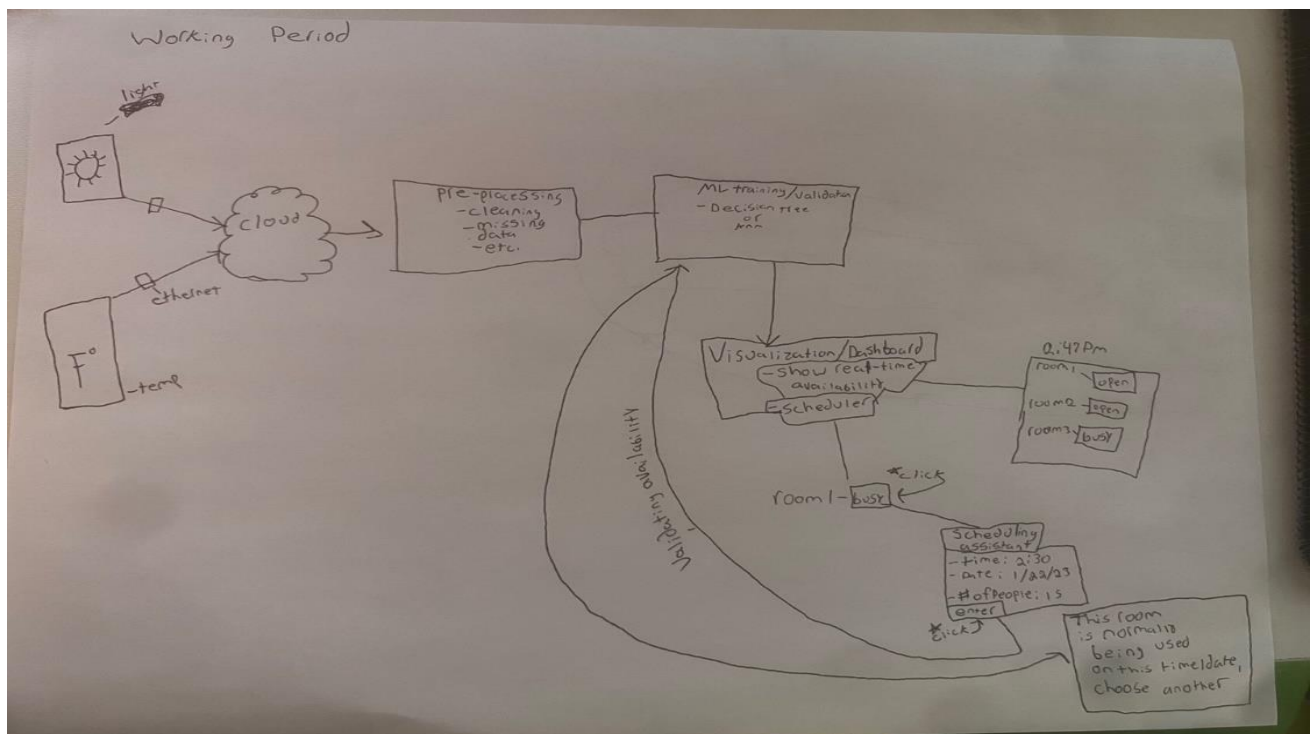 Working Period
light
cloud
ethernet
F°
-temp
Pre-processing
-cleaning
-missing
data
-etc.
ML training/validation
-Decision tree
or
Ann
Visualization/Dashboard
-show real-time
availability
-scheduler
2:42Pm
room1
open
room2-
open
room3
busy
room1-busy
*click
Scheduling
assistant
-time: 2:30
-Date: 1/22/23
-#of People: 15
enter
*click
Validating availability
This room
is normally
being used
on this time/date,
choose another